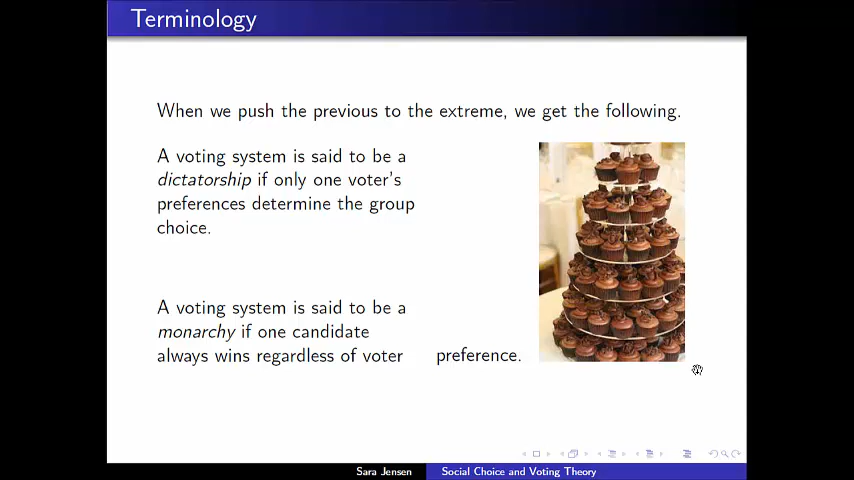 Terminology
When we push the previous to the extreme, we get the following.
A voting system is said to be a
dictatorship if only one voter's
preferences determine the group
choice.
A voting system is said to be a
monarchy if one candidate
always wins regardless of voter preference.
Sara Jensen Social Choice and Voting Theory